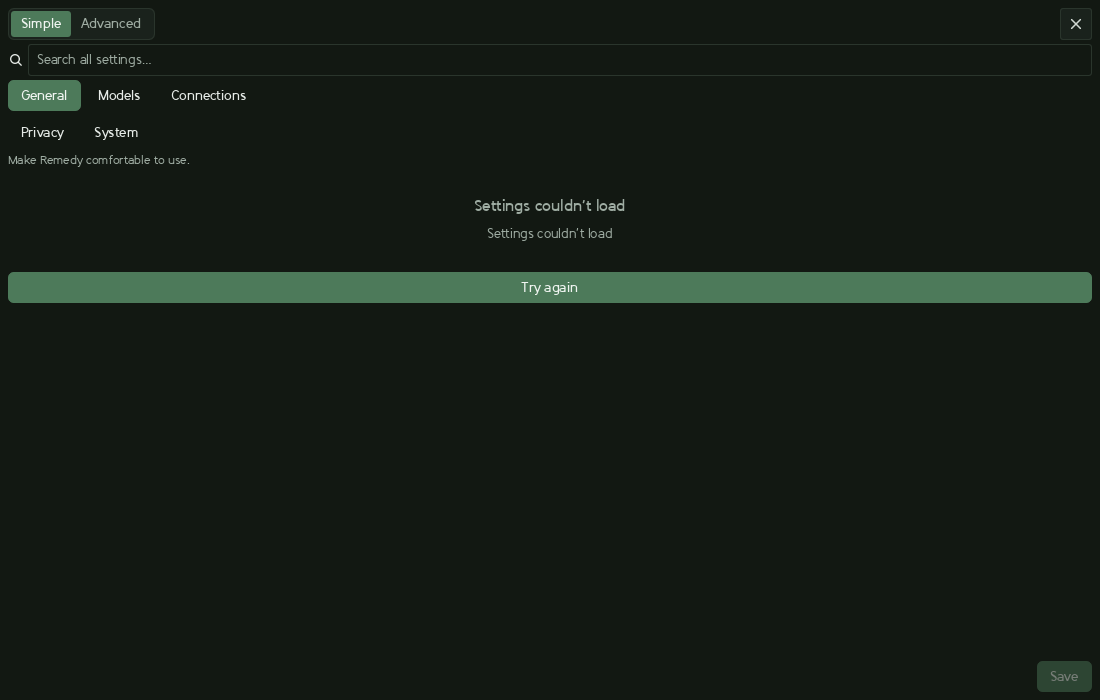 Simple Advanced
Search all settings...
General Models Connections
Privacy System
Make Remedy comfortable to use.
Settings couldn't load
Settings couldn't load
Try again
Save